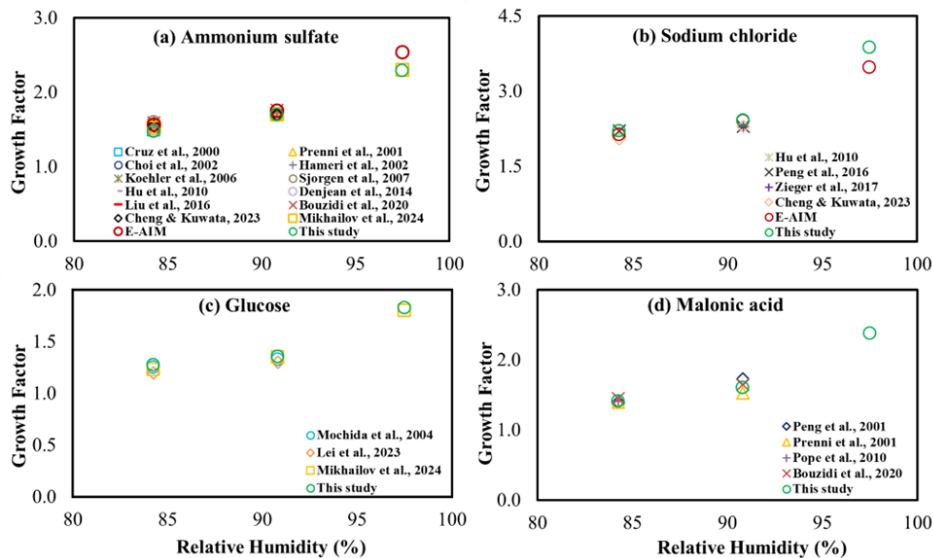 (a) Ammonium sulfate
Growth Factor
3.0
2.0
1.0
0.0
80 85 90 95 100
Cruz et al., 2000 Prenni et al., 2001
Choi et al., 2002 Hameri et al., 2002
Koehler et al., 2006 Sjorgen et al., 2007
Hu et al., 2010 Denjean et al., 2014
Liu et al., 2016 Bouzidi et al., 2020
Cheng & Kuwata, 2023 Mikhailov et al., 2024
E-AIM This study
(b) Sodium chloride
Growth Factor
4.5
3.0
1.5
0.0
80 85 90 95 100
Hu et al., 2010
Peng et al., 2016
Zieger et al., 2017
Cheng & Kuwata, 2023
E-AIM
This study
(c) Glucose
Growth Factor
2.0
1.5
1.0
0.5
0.0
80 85 90 95 100
Relative Humidity (%)
Mochida et al., 2004
Lei et al., 2023
Mikhailov et al., 2024
This study
(d) Malonic acid
Growth Factor
3.0
2.0
1.0
0.0
80 85 90 95 100
Relative Humidity (%)
Peng et al., 2001
Prenni et al., 2001
Pope et al., 2010
Bouzidi et al., 2020
This study